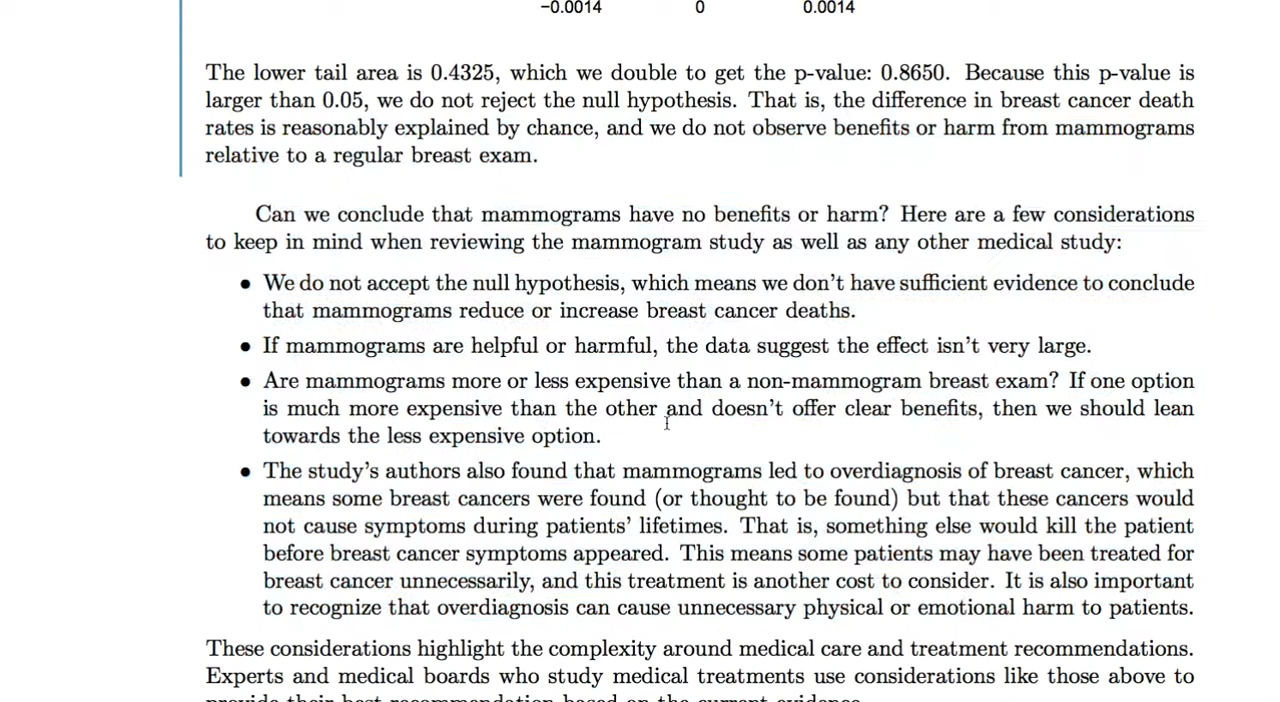 −0.0014 0 0.0014
The lower tail area is 0.4325, which we double to get the p-value: 0.8650. Because this p-value is
larger than 0.05, we do not reject the null hypothesis. That is, the difference in breast cancer death
rates is reasonably explained by chance, and we do not observe benefits or harm from mammograms
relative to a regular breast exam.
Can we conclude that mammograms have no benefits or harm? Here are a few considerations
to keep in mind when reviewing the mammogram study as well as any other medical study:
• We do not accept the null hypothesis, which means we don't have sufficient evidence to conclude
that mammograms reduce or increase breast cancer deaths.
• If mammograms are helpful or harmful, the data suggest the effect isn't very large.
• Are mammograms more or less expensive than a non-mammogram breast exam? If one option
is much more expensive than the other and doesn't offer clear benefits, then we should lean
towards the less expensive option.
• The study's authors also found that mammograms led to overdiagnosis of breast cancer, which
means some breast cancers were found (or thought to be found) but that these cancers would
not cause symptoms during patients' lifetimes. That is, something else would kill the patient
before breast cancer symptoms appeared. This means some patients may have been treated for
breast cancer unnecessarily, and this treatment is another cost to consider. It is also important
to recognize that overdiagnosis can cause unnecessary physical or emotional harm to patients.
These considerations highlight the complexity around medical care and treatment recommendations.
Experts and medical boards who study medical treatments use considerations like those above to
provide their best recommendation based on the current evidence.